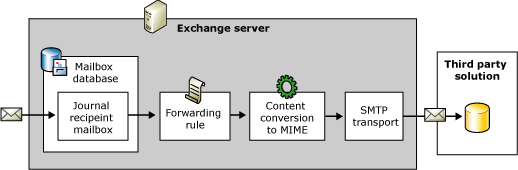 Exchange server
Mailbox
database
Journal
recipeint
mailbox
Forwarding
rule
Content
conversion
to MIME
SMTP
transport
Third party
solution